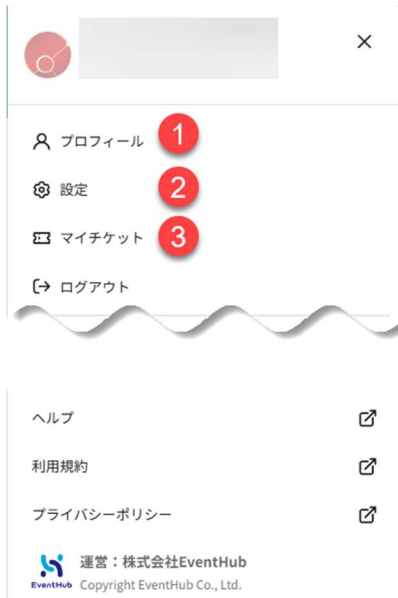 プロフィール 1
設定 2
マイチケット 3
ログアウト
ヘルプ
利用規約
プライバシーポリシー
運営：株式会社EventHub
EventHub Copyright EventHub Co., Ltd.